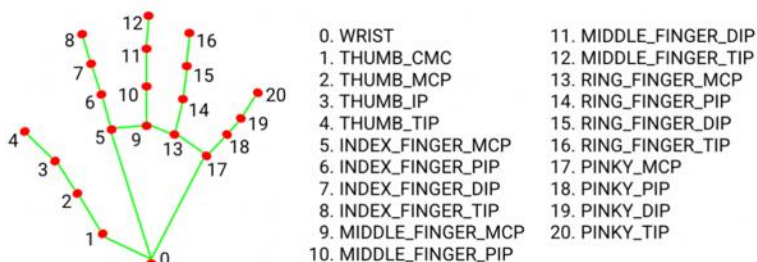 12
8
16
11
7
15
6
10
20
14
4
19
5
9
13
18
3
17
2
1
0
0. WRIST
1. THUMB_CMC
2. THUMB_MCP
3. THUMB_IP
4. THUMB_TIP
5. INDEX_FINGER_MCP
6. INDEX_FINGER_PIP
7. INDEX_FINGER_DIP
8. INDEX_FINGER_TIP
9. MIDDLE_FINGER_MCP
10. MIDDLE_FINGER_PIP
11. MIDDLE_FINGER_DIP
12. MIDDLE_FINGER_TIP
13. RING_FINGER_MCP
14. RING_FINGER_PIP
15. RING_FINGER_DIP
16. RING_FINGER_TIP
17. PINKY_MCP
18. PINKY_PIP
19. PINKY_DIP
20. PINKY_TIP